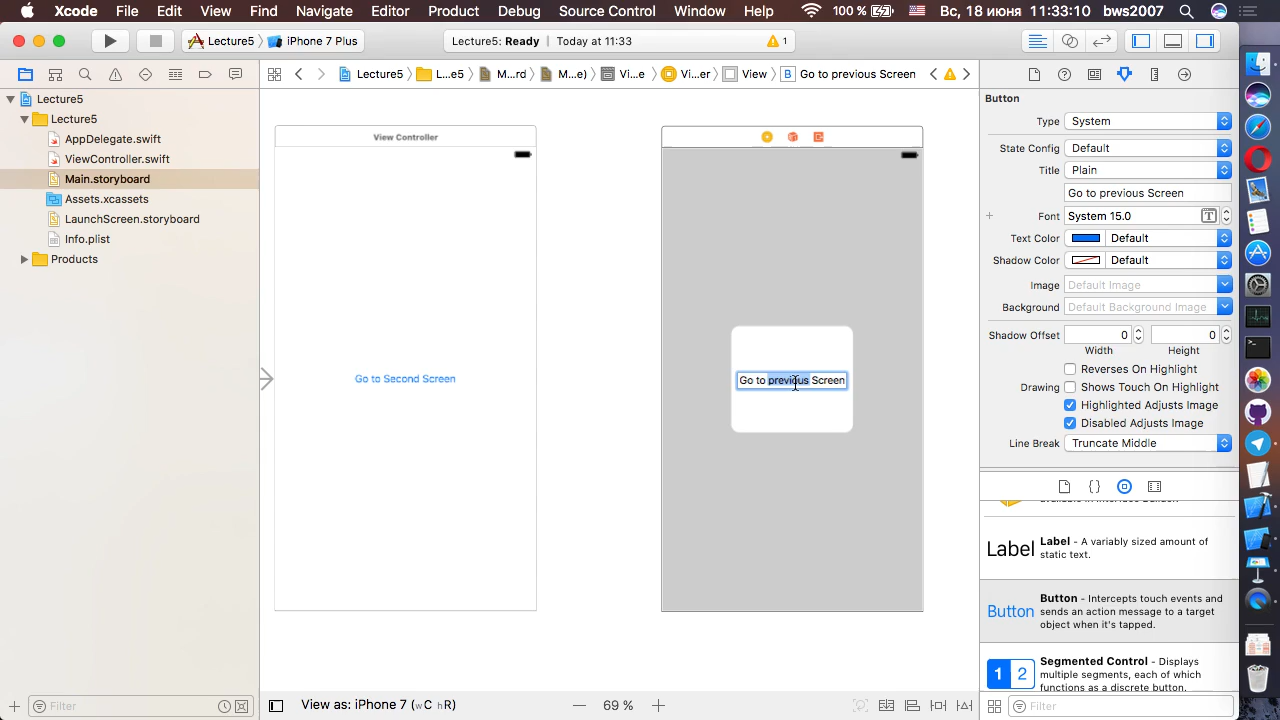 Xcode File Edit View Find Navigate Editor Product Debug Source Control Window Help 100 % Вс, 18 июня 11:33:10 bws2007
Lecture5 iPhone 7 Plus Lecture5: Ready Today at 11:33 1
Lecture5 L...e5 M...rd M...e) Vi...e Vi...er View B Go to previous Screen
Lecture5
Lecture5
AppDelegate.swift
ViewController.swift
Main.storyboard
Assets.xcassets
LaunchScreen.storyboard
Info.plist
Products
Filter
View Controller
Go to Second Screen
Go to previous Screen
View as: iPhone 7 (wC hR)
69 %
Button
Type System
State Config Default
Title Plain
Go to previous Screen
Font System 15.0 T
Text Color Default
Shadow Color Default
Image Default Image
Background Default Background Image
Shadow Offset 0 0
Width Height
Reverses On Highlight
Drawing Shows Touch On Highlight
Highlighted Adjusts Image
Disabled Adjusts Image
Line Break Truncate Middle
{ }
Label Label - A variably sized amount of
static text.
Button - Intercepts touch events and
Button sends an action message to a target
object when it's tapped.
Segmented Control - Displays
1 2 multiple segments, each of which
functions as a discrete button.
Filter